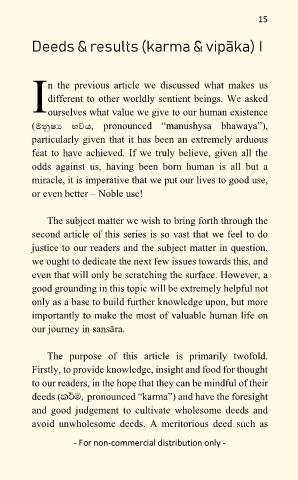 15
Deeds & results (karma & vipāka) I
In the previous article we discussed what makes us
different to other worldly sentient beings. We asked
ourselves what value we give to our human existence
(මනුෂ්‍ය භවය, pronounced “manushysa bhawaya”),
particularly given that it has been an extremely arduous
feat to have achieved. If we truly believe, given all the
odds against us, having been born human is all but a
miracle, it is imperative that we put our lives to good use,
or even better – Noble use!
The subject matter we wish to bring forth through the
second article of this series is so vast that we feel to do
justice to our readers and the subject matter in question,
we ought to dedicate the next few issues towards this, and
even that will only be scratching the surface. However, a
good grounding in this topic will be extremely helpful not
only as a base to build further knowledge upon, but more
importantly to make the most of valuable human life on
our journey in sansāra.
The purpose of this article is primarily twofold.
Firstly, to provide knowledge, insight and food for thought
to our readers, in the hope that they can be mindful of their
deeds (කර්ම, pronounced “karma”) and have the foresight
and good judgement to cultivate wholesome deeds and
avoid unwholesome deeds. A meritorious deed such as
- For non-commercial distribution only -